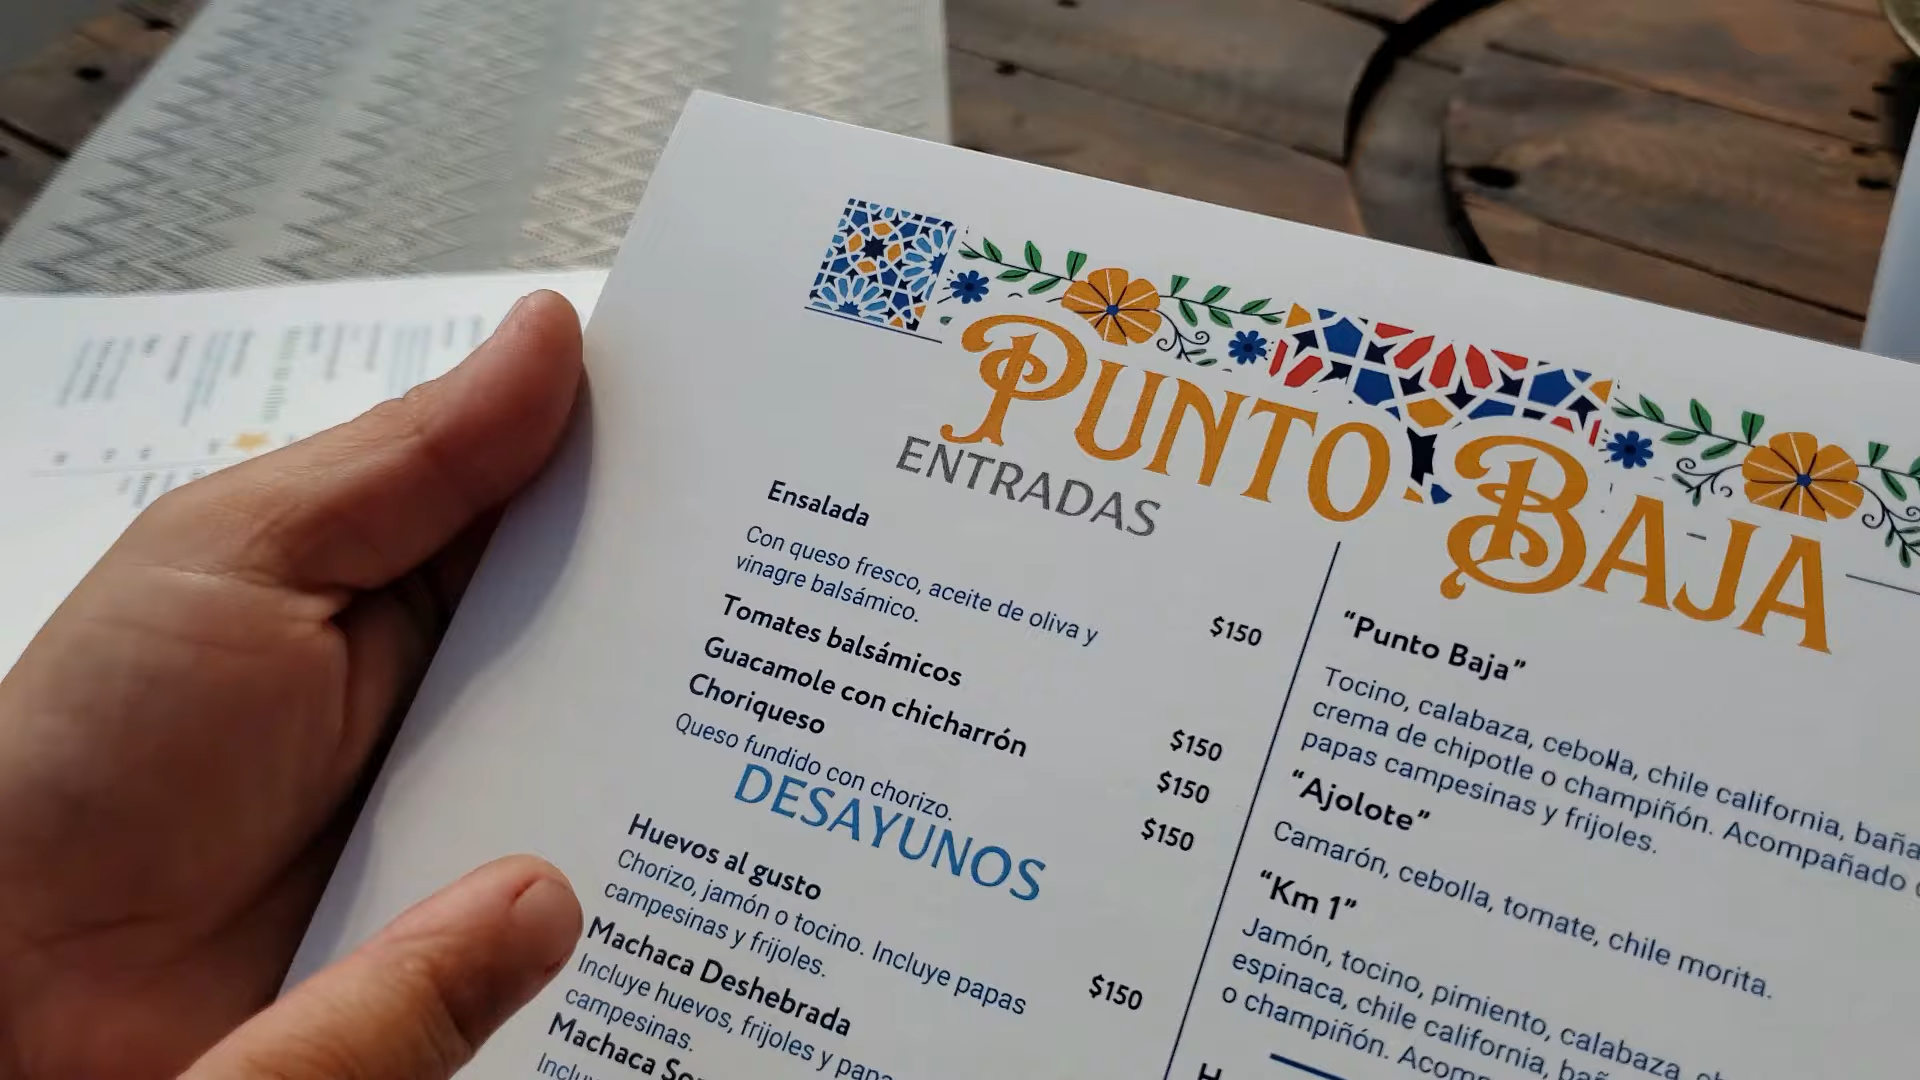 PUNTO BAJA
ENTRADAS
Ensalada
Con queso fresco, aceite de oliva y
vinagre balsámico.
$150
Tomates balsámicos
$150
Guacamole con chicharrón
$150
Choriqueso
$150
Queso fundido con chorizo.
DESAYUNOS
Huevos al gusto
Chorizo, jamón o tocino. Incluye papas
campesinas y frijoles.
$150
Machaca Deshebrada
Incluye huevos, frijoles y
campesinas.
Machaca
"Punto Baja"
Tocino, calabaza, cebolla, chile california,
crema de chipotle o champiñón. Acompañado
papas campesinas y frijoles.
"Ajolote"
Camarón, cebolla, tomate, chile morita.
"Km 1"
Jamón, tocino, pimiento, calabaza,
espinaca, chile california,
o champiñón.